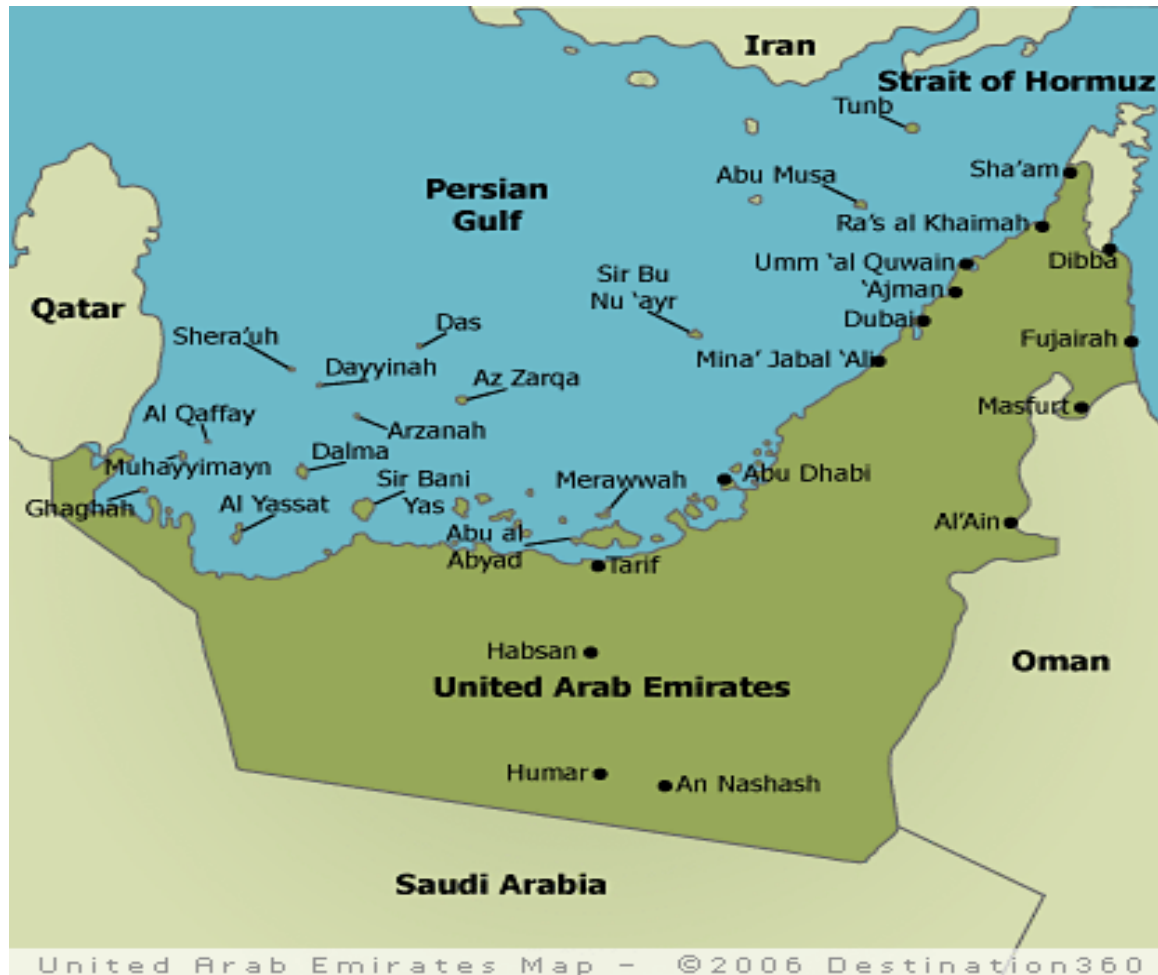 Iran
Strait of Hormuz
Tunb
Sha’am
Abu Musa
Persian
Gulf
Ra’s al Khaimah
Umm ‘al Quwain
Dibba
Sir Bu
Nu ‘ayr
‘Ajman
Qatar
Das
Dubai
Shera’uh
Fujairah
Dayyinah
Mina’ Jabal ‘Ali
Az Zarqa
Masfurt
Al Qaffay
Arzanah
Dalma
Muhayyimayn
Abu Dhabi
Sir Bani
Yas
Merawwah
Ghaghah
Al Yassat
Al’Ain
Abu al
Abyad
Tarif
Habsan
Oman
United Arab Emirates
Humar
An Nashash
Saudi Arabia
United Arab Emirates Map - ©2006 Destination360